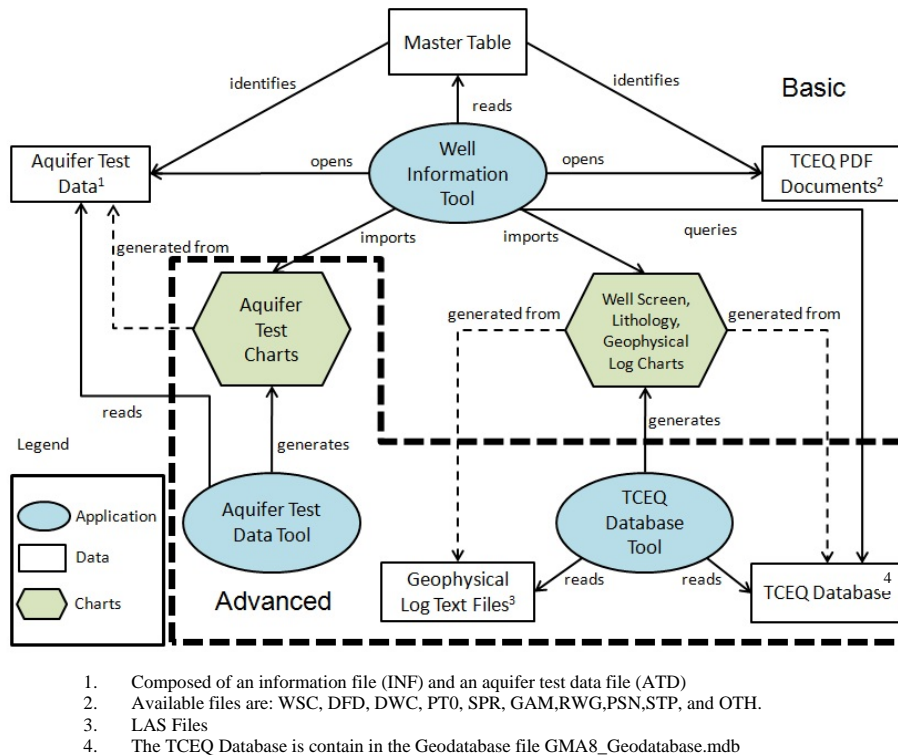 Master Table
identifies
identifies
reads
Basic
Aquifer Test
Data1
opens
Well
Information
Tool
opens
TCEQ PDF
Documents2
generated from
imports
imports
queries
Aquifer
Test
Charts
generated from
Well Screen,
Lithology,
Geophysical
Log Charts
generated from
reads
generates
generates
Legend
Application
Data
Charts
Aquifer Test
Data Tool
TCEQ
Database
Tool
Advanced
reads
reads
Geophysical
Log Text Files3
TCEQ Database
4
1. Composed of an information file (INF) and an aquifer test data file (ATD)
2. Available files are: WSC, DFD, DWC, PT0, SPR, GAM,RWG,PSN,STP, and OTH.
3. LAS Files
4. The TCEQ Database is contain in the Geodatabase file GMA8_Geodatabase.mdb